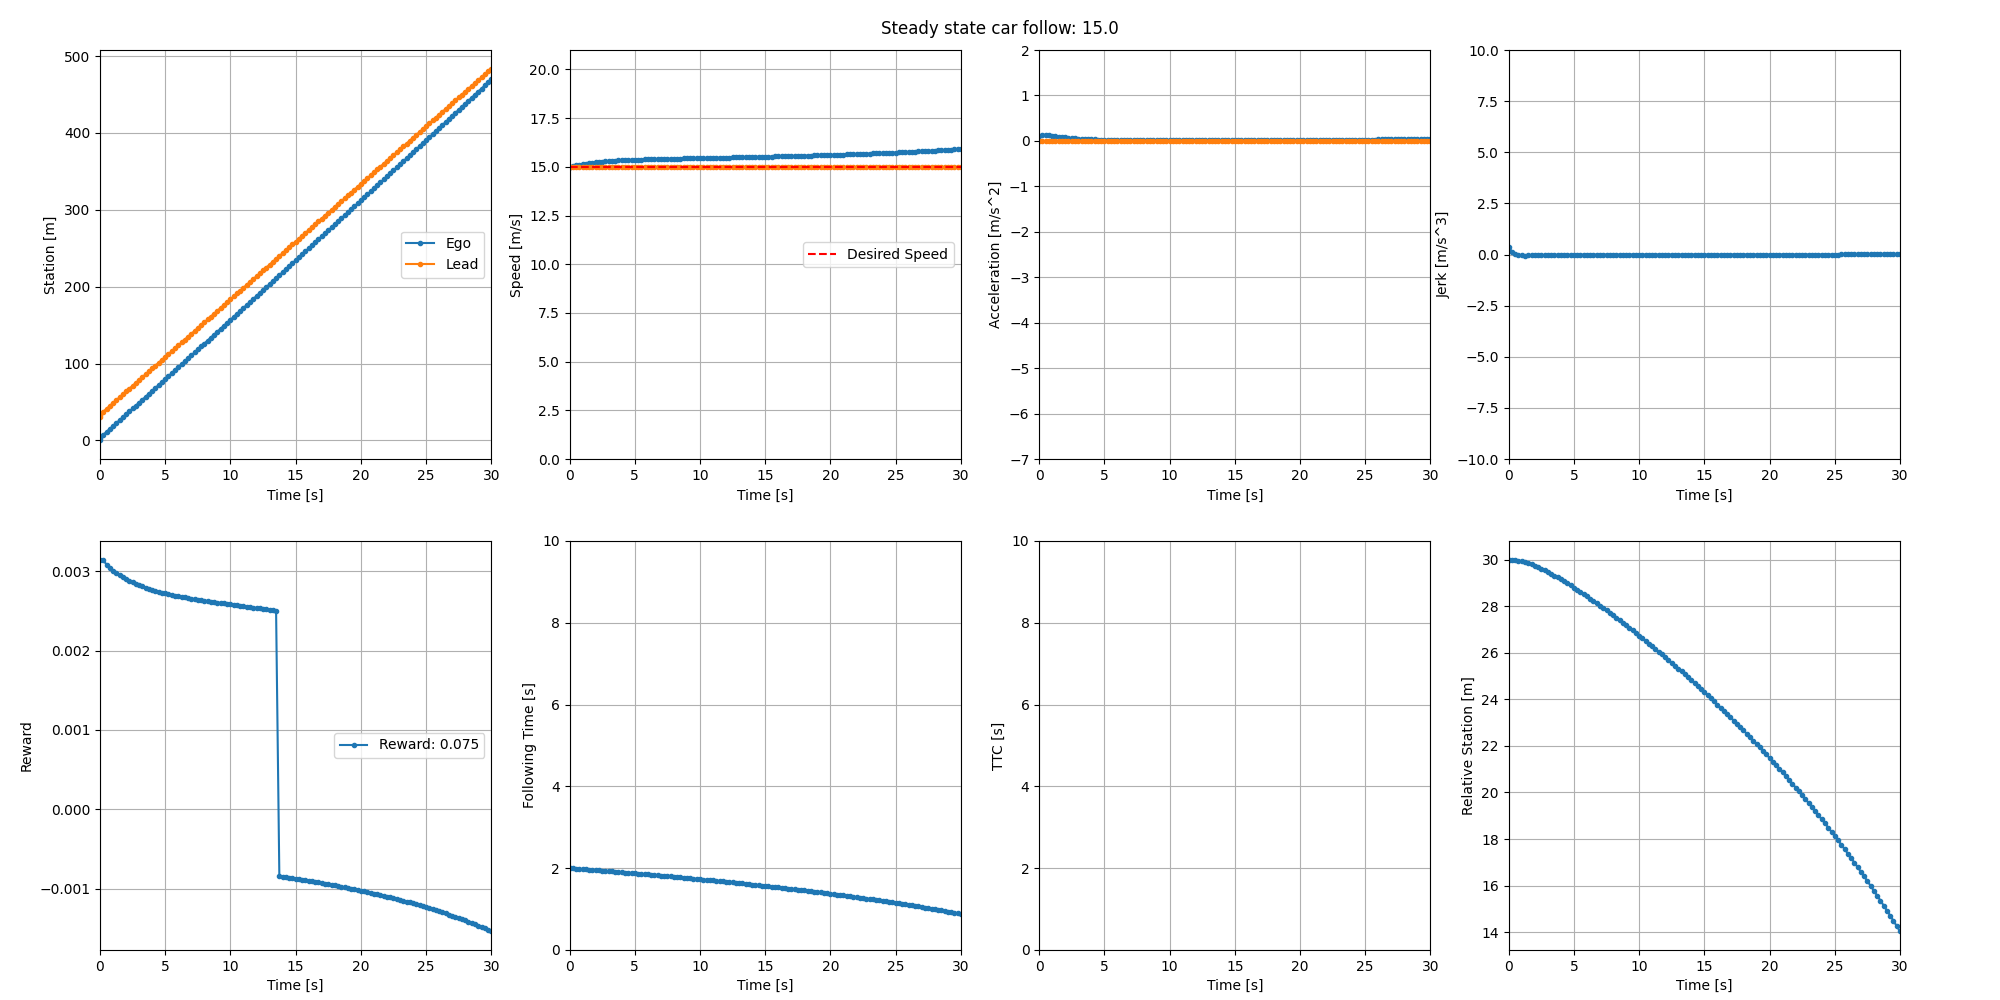 Steady state car follow: 15.0
Station [m]
500
400
300
200
100
0
Ego
Lead
0 5 10 15 20 25 30
Time [s]
Speed [m/s]
20.0
17.5
15.0
12.5
10.0
7.5
5.0
2.5
0.0
Desired Speed
0 5 10 15 20 25 30
Time [s]
Acceleration [m/s^2]
2
1
0
−1
−2
−3
−4
−5
−6
−7
0 5 10 15 20 25 30
Time [s]
Jerk [m/s^3]
10.0
7.5
5.0
2.5
0.0
−2.5
−5.0
−7.5
−10.0
0 5 10 15 20 25 30
Time [s]
Reward
0.003
0.002
0.001
0.000
−0.001
Reward: 0.075
0 5 10 15 20 25 30
Time [s]
Following Time [s]
10
8
6
4
2
0
0 5 10 15 20 25 30
Time [s]
TTC [s]
10
8
6
4
2
0
0 5 10 15 20 25 30
Time [s]
Relative Station [m]
30
28
26
24
22
20
18
16
14
0 5 10 15 20 25 30
Time [s]